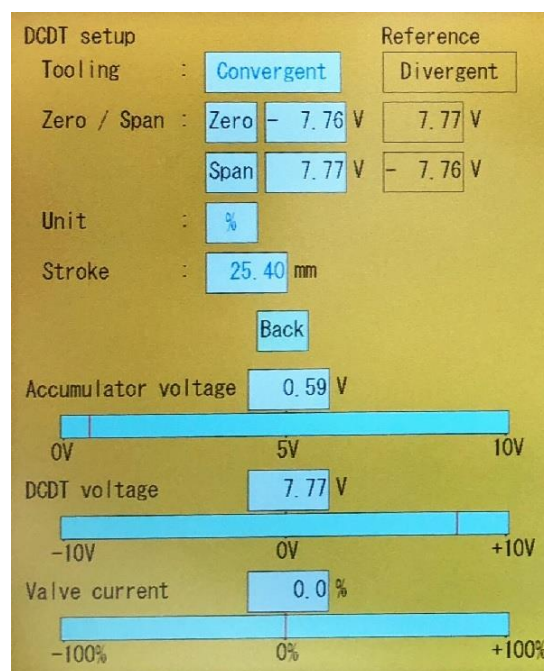 DCDT setup Reference
Tooling : Convergent Divergent
Zero / Span : Zero - 7.76 V 7.77 V
Span 7.77 V - 7.76 V
Unit : %
Stroke : 25.40 mm
Back
Accumulator voltage 0.59 V
0V 5V 10V
DCDT voltage 7.77 V
-10V 0V +10V
Valve current 0.0 %
-100% 0% +100%